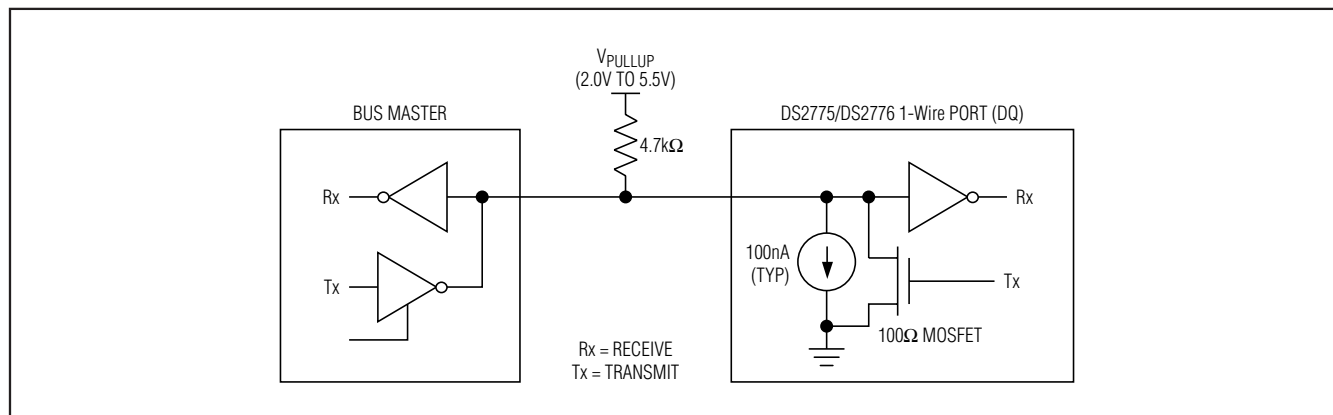 VPULLUP
(2.0V TO 5.5V)
BUS MASTER
DS2775/DS2776 1-Wire PORT (DQ)
4.7kΩ
Rx
Rx
100nA
(TYP)
Tx
Tx
100Ω MOSFET
Rx = RECEIVE
Tx = TRANSMIT